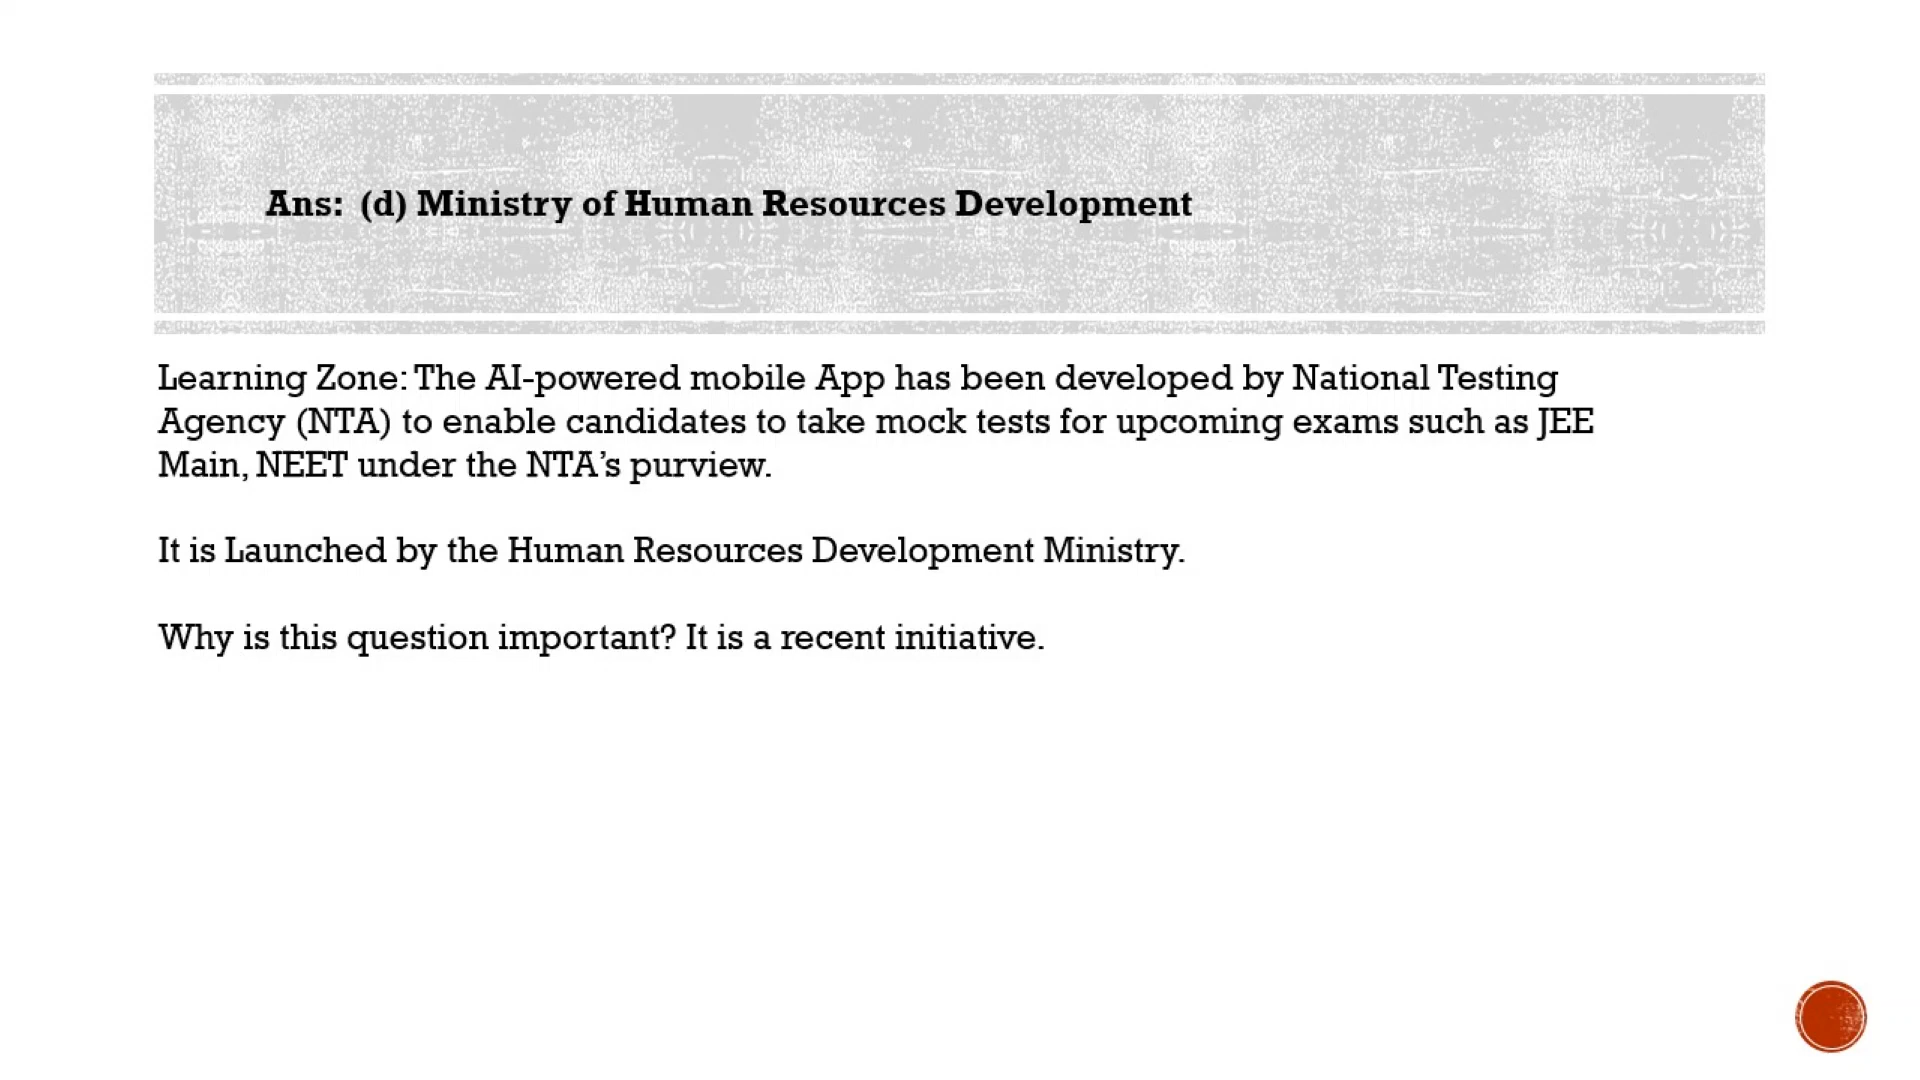 Ans: (d) Ministry of Human Resources Development
Learning Zone: The AI-powered mobile App has been developed by National Testing
Agency (NTA) to enable candidates to take mock tests for upcoming exams such as JEE
Main, NEET under the NTA’s purview.
It is Launched by the Human Resources Development Ministry.
Why is this question important? It is a recent initiative.